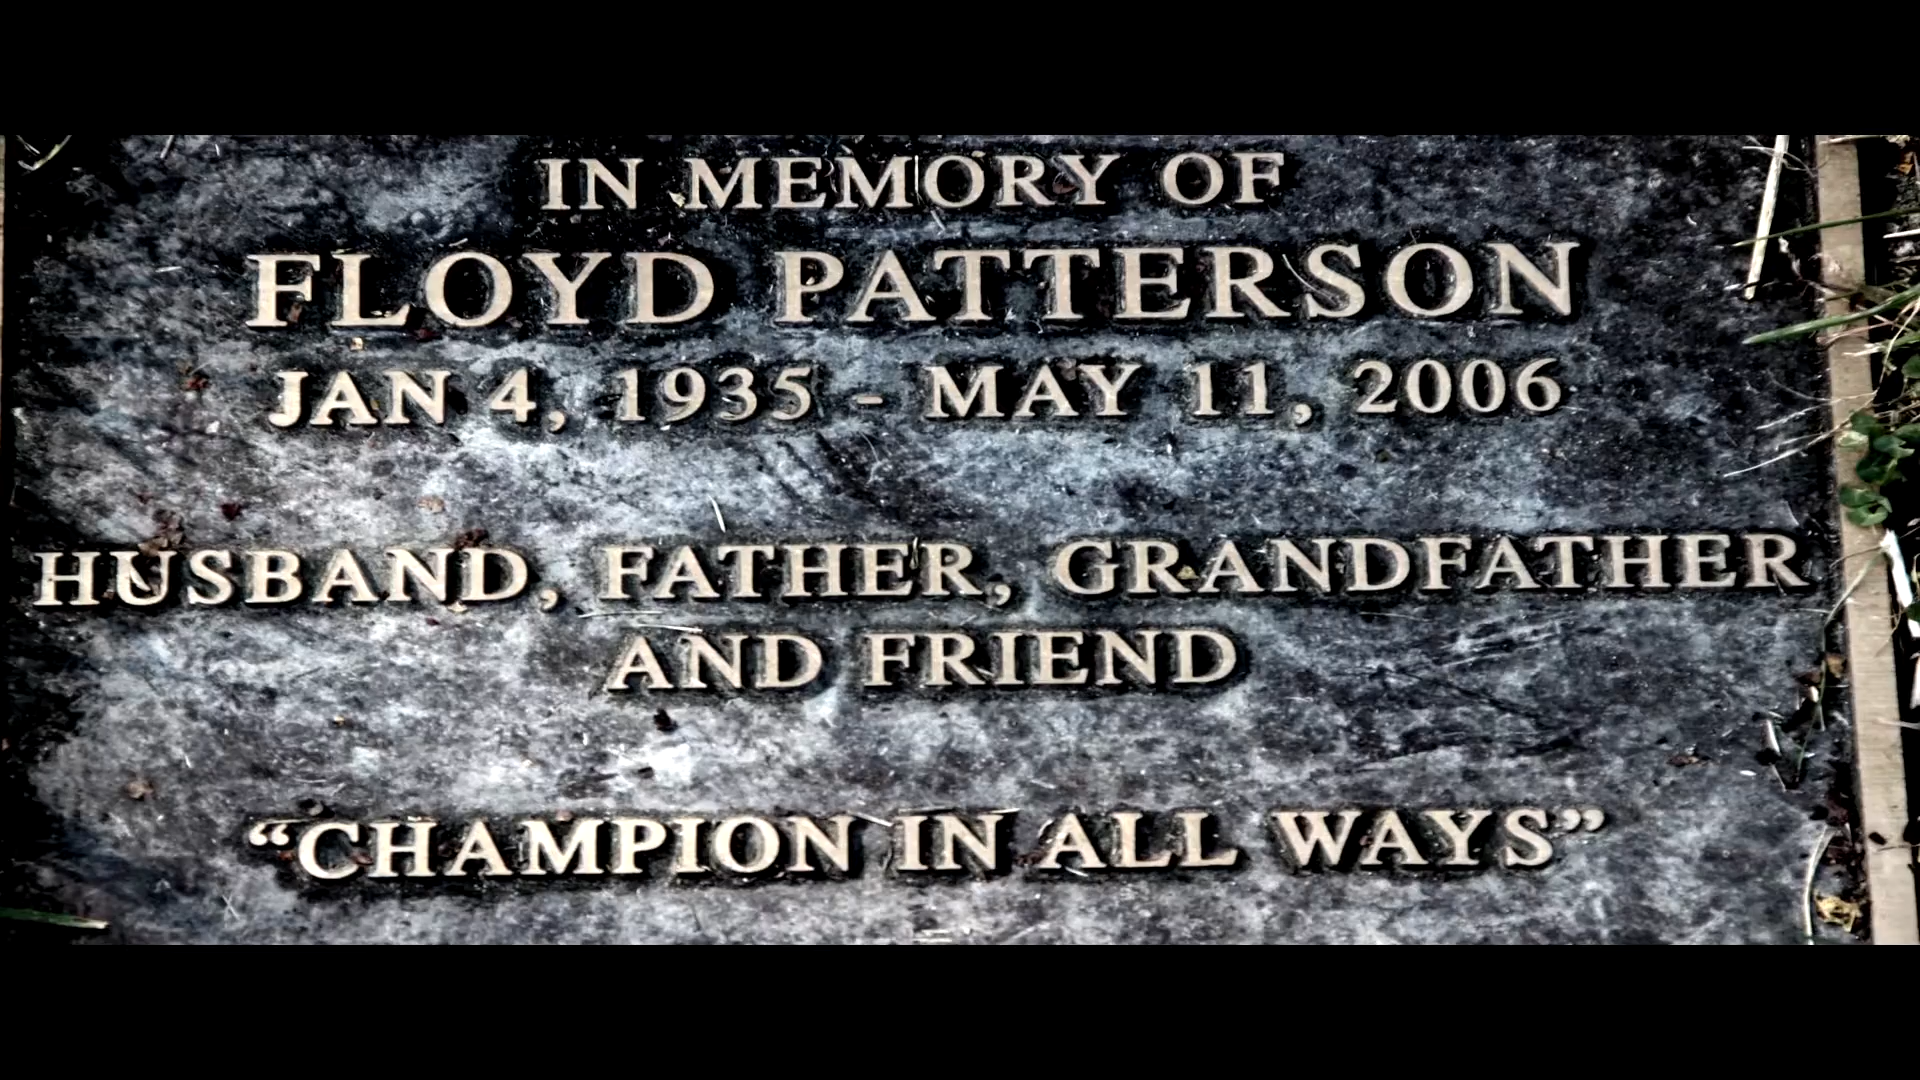 IN MEMORY OF
FLOYD PATTERSON
JAN 4, 1935 - MAY 11, 2006
HUSBAND, FATHER, GRANDFATHER
AND FRIEND
“CHAMPION IN ALL WAYS”